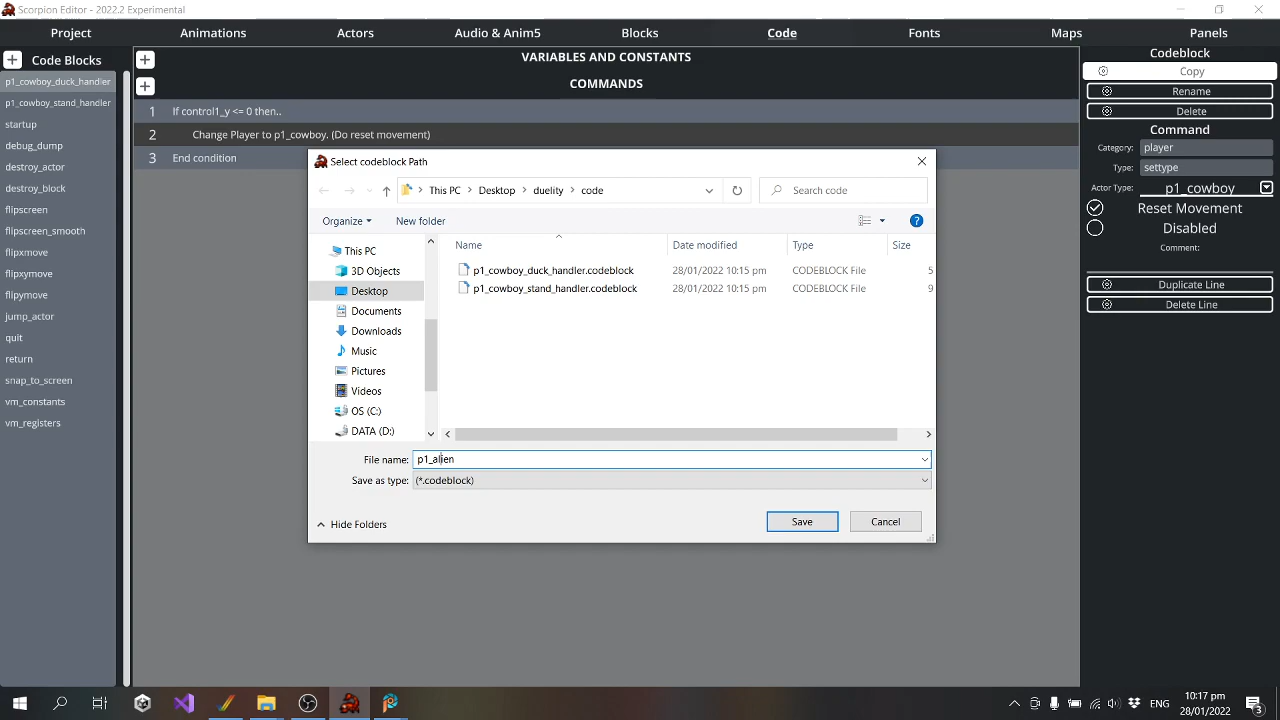 Scorpion Editor - 2022.2 Experimental
Project Animations Actors Audio & Anim5 Blocks Code Fonts Maps Panels
Code Blocks
p1_cowboy_duck_handler
p1_cowboy_stand_handler
startup
debug_dump
destroy_actor
destroy_block
flipscreen
flipscreen_smooth
flipxmove
flipxymove
flipymove
jump_actor
quit
return
snap_to_screen
vm_constants
vm_registers
VARIABLES AND CONSTANTS
COMMANDS
1 If control1_y <= 0 then..
2 Change Player to p1_cowboy. (Do reset movement)
3 End condition
Select codeblock Path
This PC > Desktop > duelity > code
Search code
Organize New folder
This PC
3D Objects
Desktop
Documents
Downloads
Music
Pictures
Videos
OS (C:)
DATA (D:)
Name Date modified Type Size
p1_cowboy_duck_handler.codeblock 28/01/2022 10:15 pm CODEBLOCK File 5
p1_cowboy_stand_handler.codeblock 28/01/2022 10:15 pm CODEBLOCK File 9
File name: p1_alien
Save as type: (*.codeblock)
Hide Folders Save Cancel
Codeblock
Copy
Rename
Delete
Command
Category: player
Type: settype
Actor Type: p1_cowboy
Reset Movement
Disabled
Comment:
Duplicate Line
Delete Line
ENG
10:17 pm
28/01/2022
3